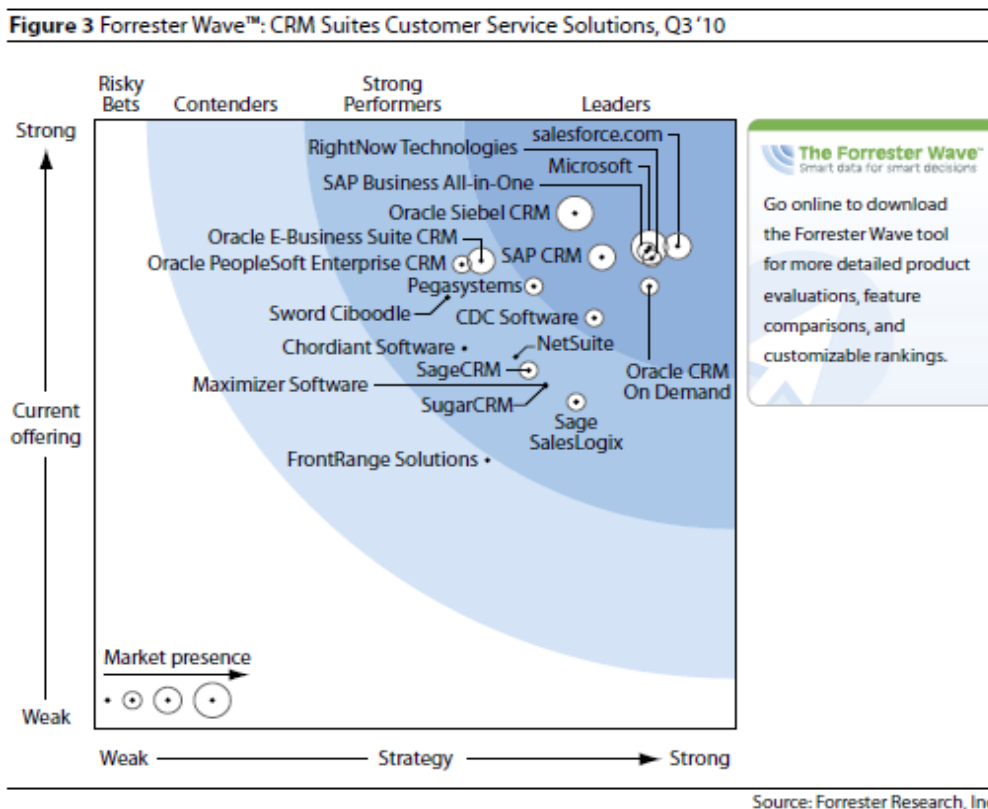 Figure 3 Forrester Wave™: CRM Suites Customer Service Solutions, Q3 '10
Risky
Bets
Contenders
Strong
Performers
Leaders
Strong
salesforce.com
RightNow Technologies
Microsoft
SAP Business All-in-One
Oracle Siebel CRM
Oracle E-Business Suite CRM
SAP CRM
Oracle PeopleSoft Enterprise CRM
Pegasystems
Sword Ciboodle
CDC Software
NetSuite
Chordiant Software
SageCRM
Oracle CRM
On Demand
Maximizer Software
SugarCRM
Sage
SalesLogix
FrontRange Solutions
Current
offering
Market presence
Weak
Weak
Strategy
Strong
The Forrester Wave™
Smart data for smart decisions
Go online to download
the Forrester Wave tool
for more detailed product
evaluations, feature
comparisons, and
customizable rankings.
Source: Forrester Research, Inc